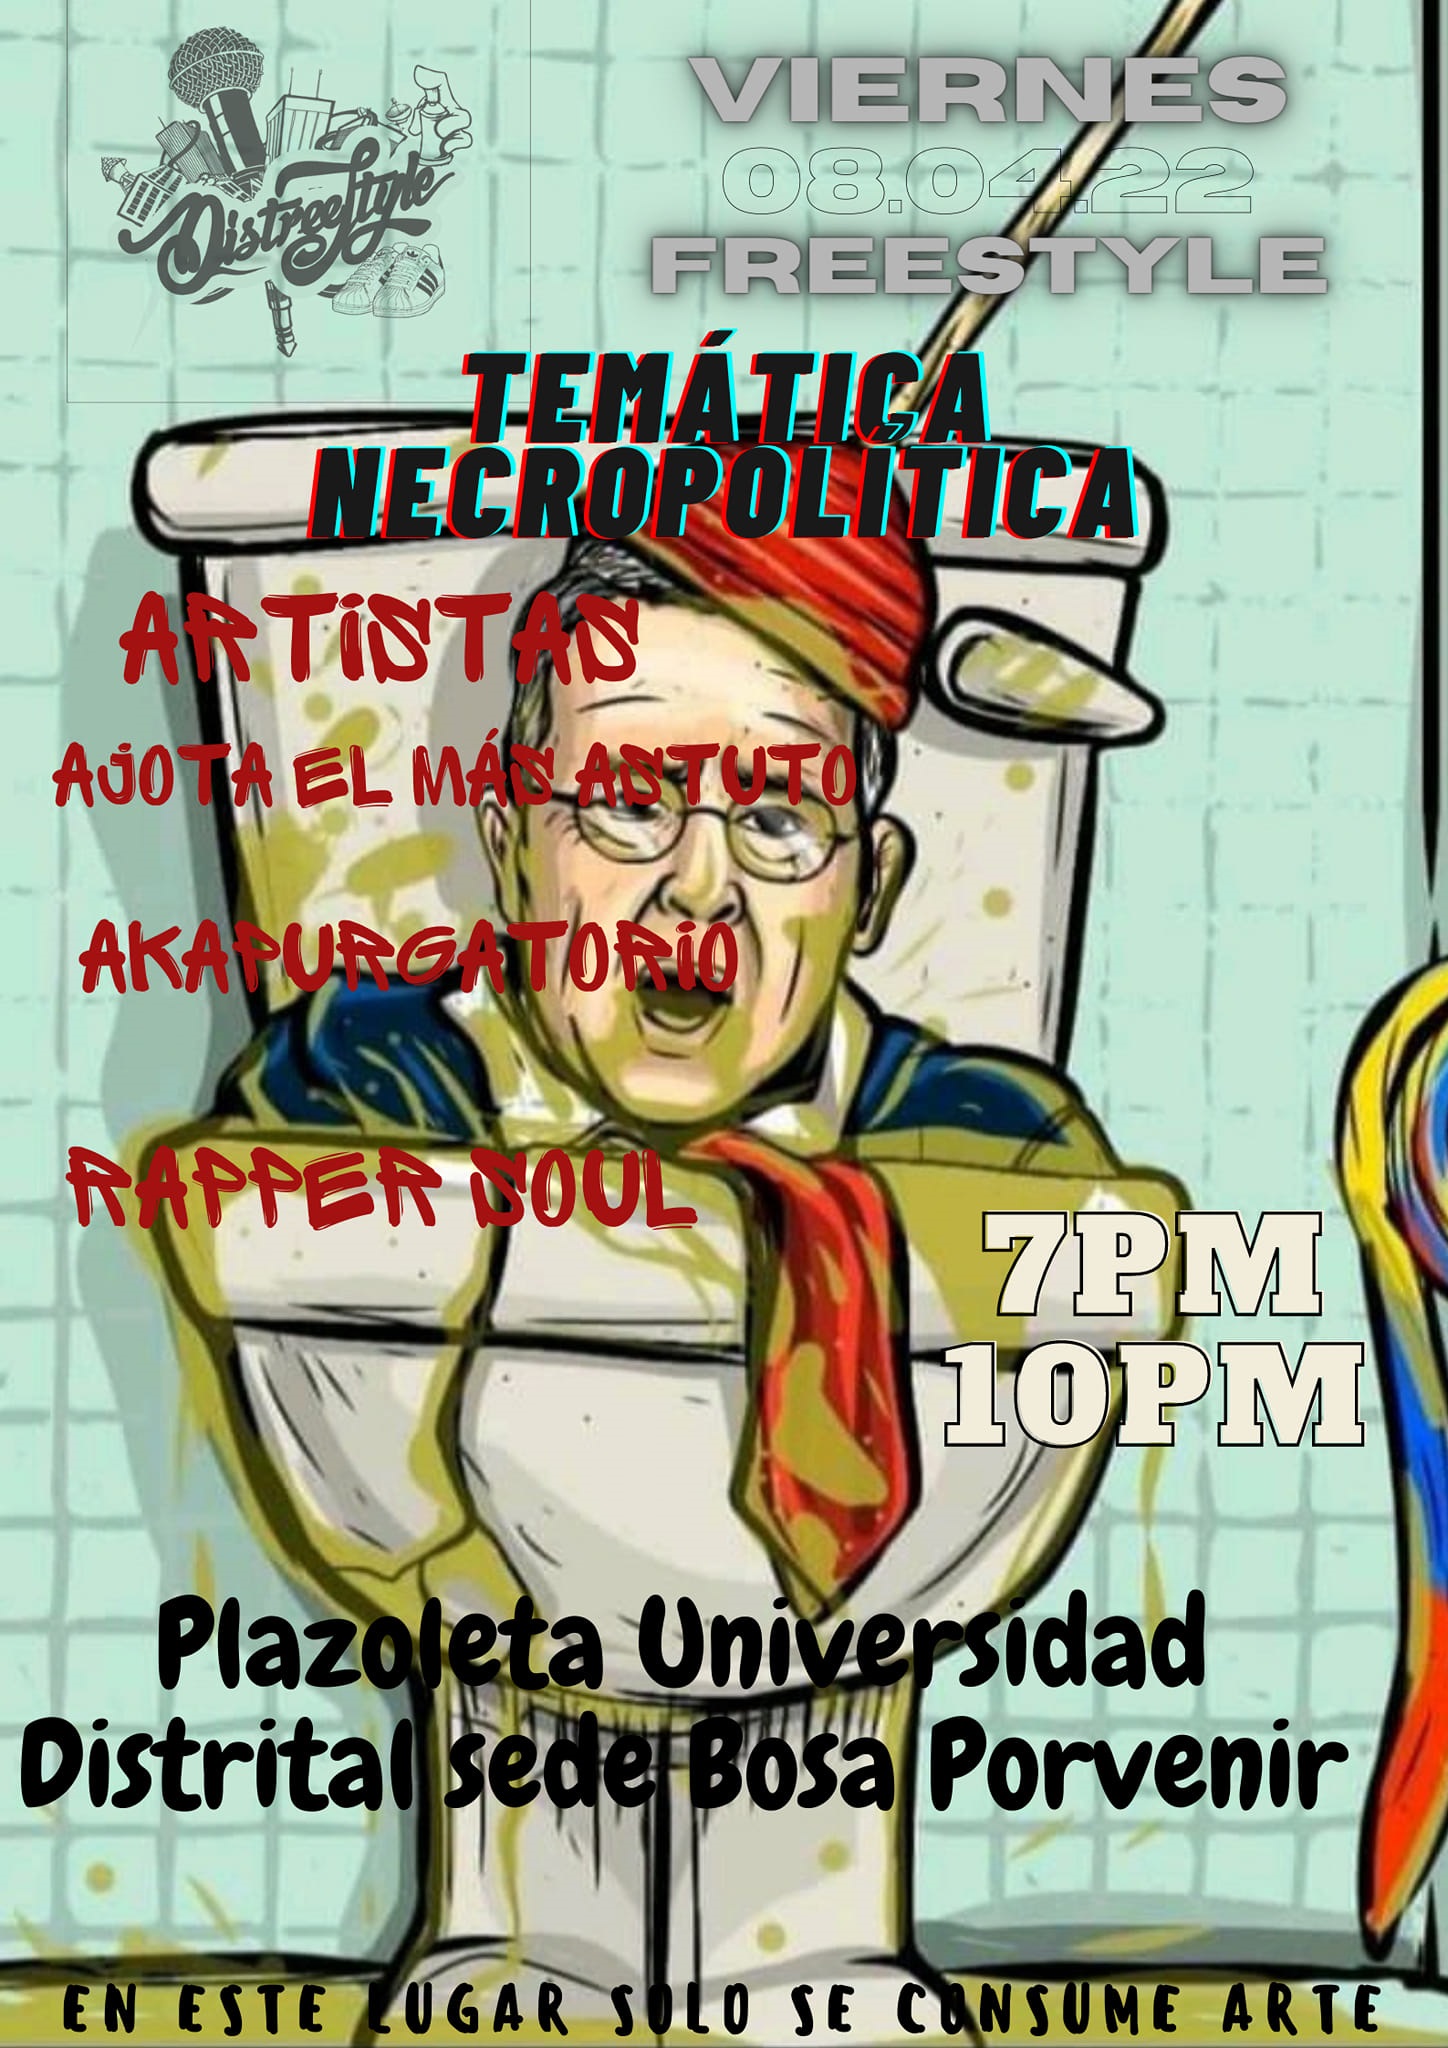 DistreeStyle
VIERNES
08.04.22
FREESTYLE
TEMÁTICA
NECROPOLÍTICA
ARTISTAS
AJOTA EL MÁS ASTUTO
AKAPURGATORIO
RAPPER SOUL
7PM
10PM
Plazoleta Universidad
Distrital sede Bosa Porvenir
EN ESTE LUGAR SOLO SE CONSUME ARTE